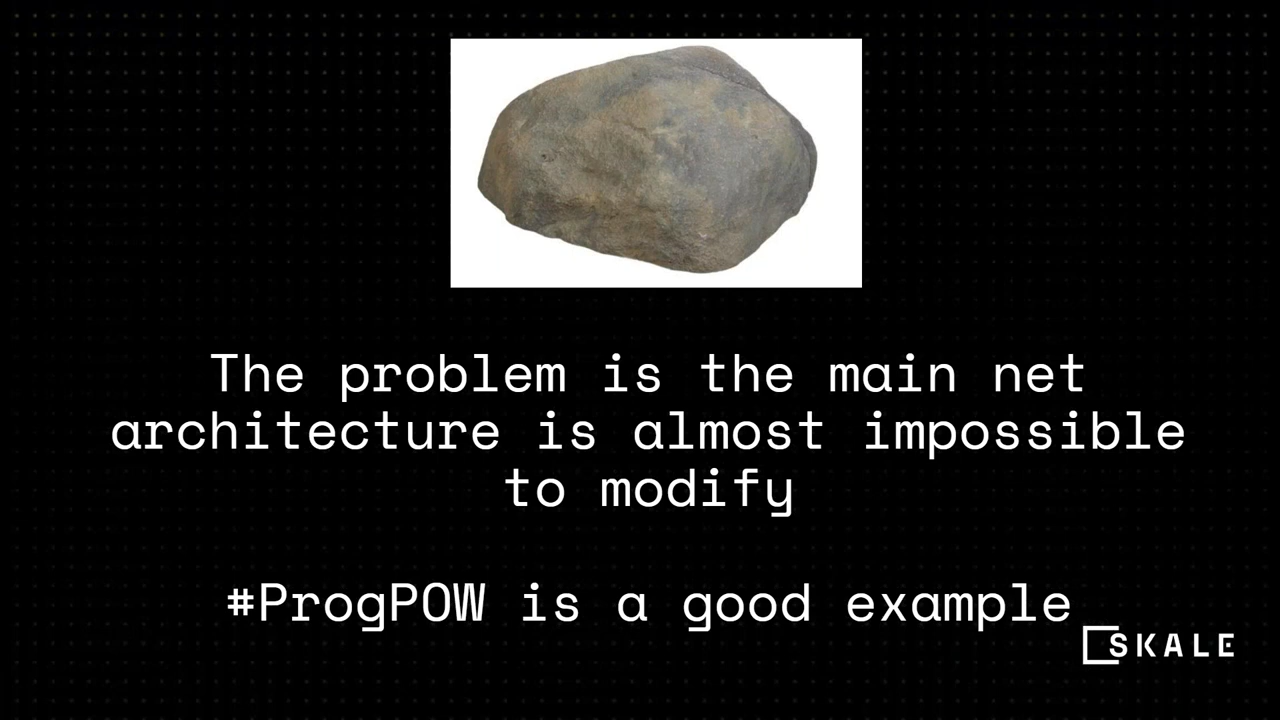 The problem is the main net
architecture is almost impossible
to modify
#ProgPOW is a good example
SKALE